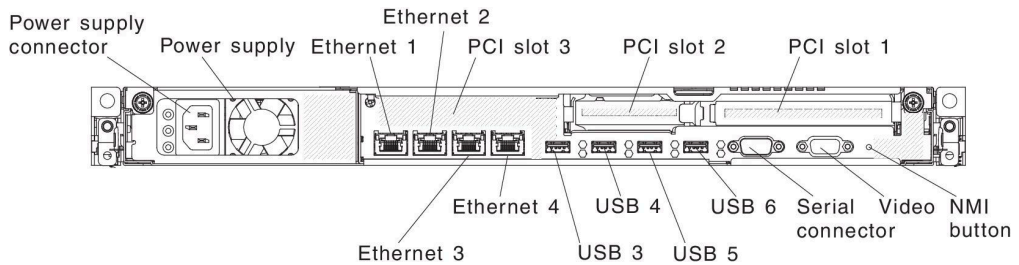 Ethernet 2
Power supply
connector
Power supply
Ethernet 1
PCI slot 3
PCI slot 2
PCI slot 1
Ethernet 4
USB 4
USB 6
Serial
connector
Video
NMI
button
Ethernet 3
USB 3
USB 5